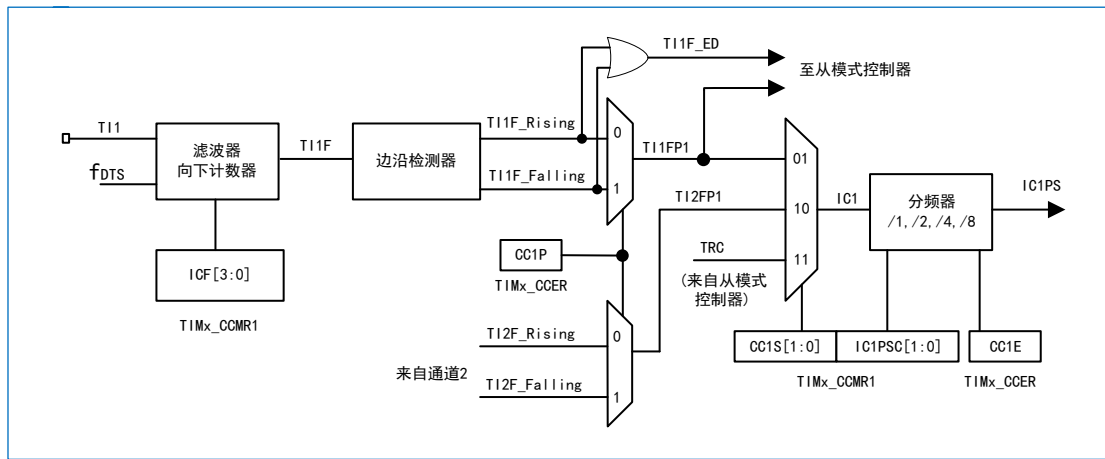 TI1F_ED
至从模式控制器
TI1
TI1F_Rising
0
滤波器
向下计数器
TI1F
边沿检测器
TI1FP1
01
fDTS
TI1F_Falling
1
TI2FP1
10
IC1
分频器
/1,/2,/4,/8
IC1PS
CC1P
TRC
11
ICF[3:0]
TIMx_CCER
(来自从模式
控制器)
TIMx_CCMR1
TI2F_Rising
0
CC1S[1:0]
IC1PSC[1:0]
CC1E
来自通道2
TI2F_Falling
1
TIMx_CCMR1
TIMx_CCER